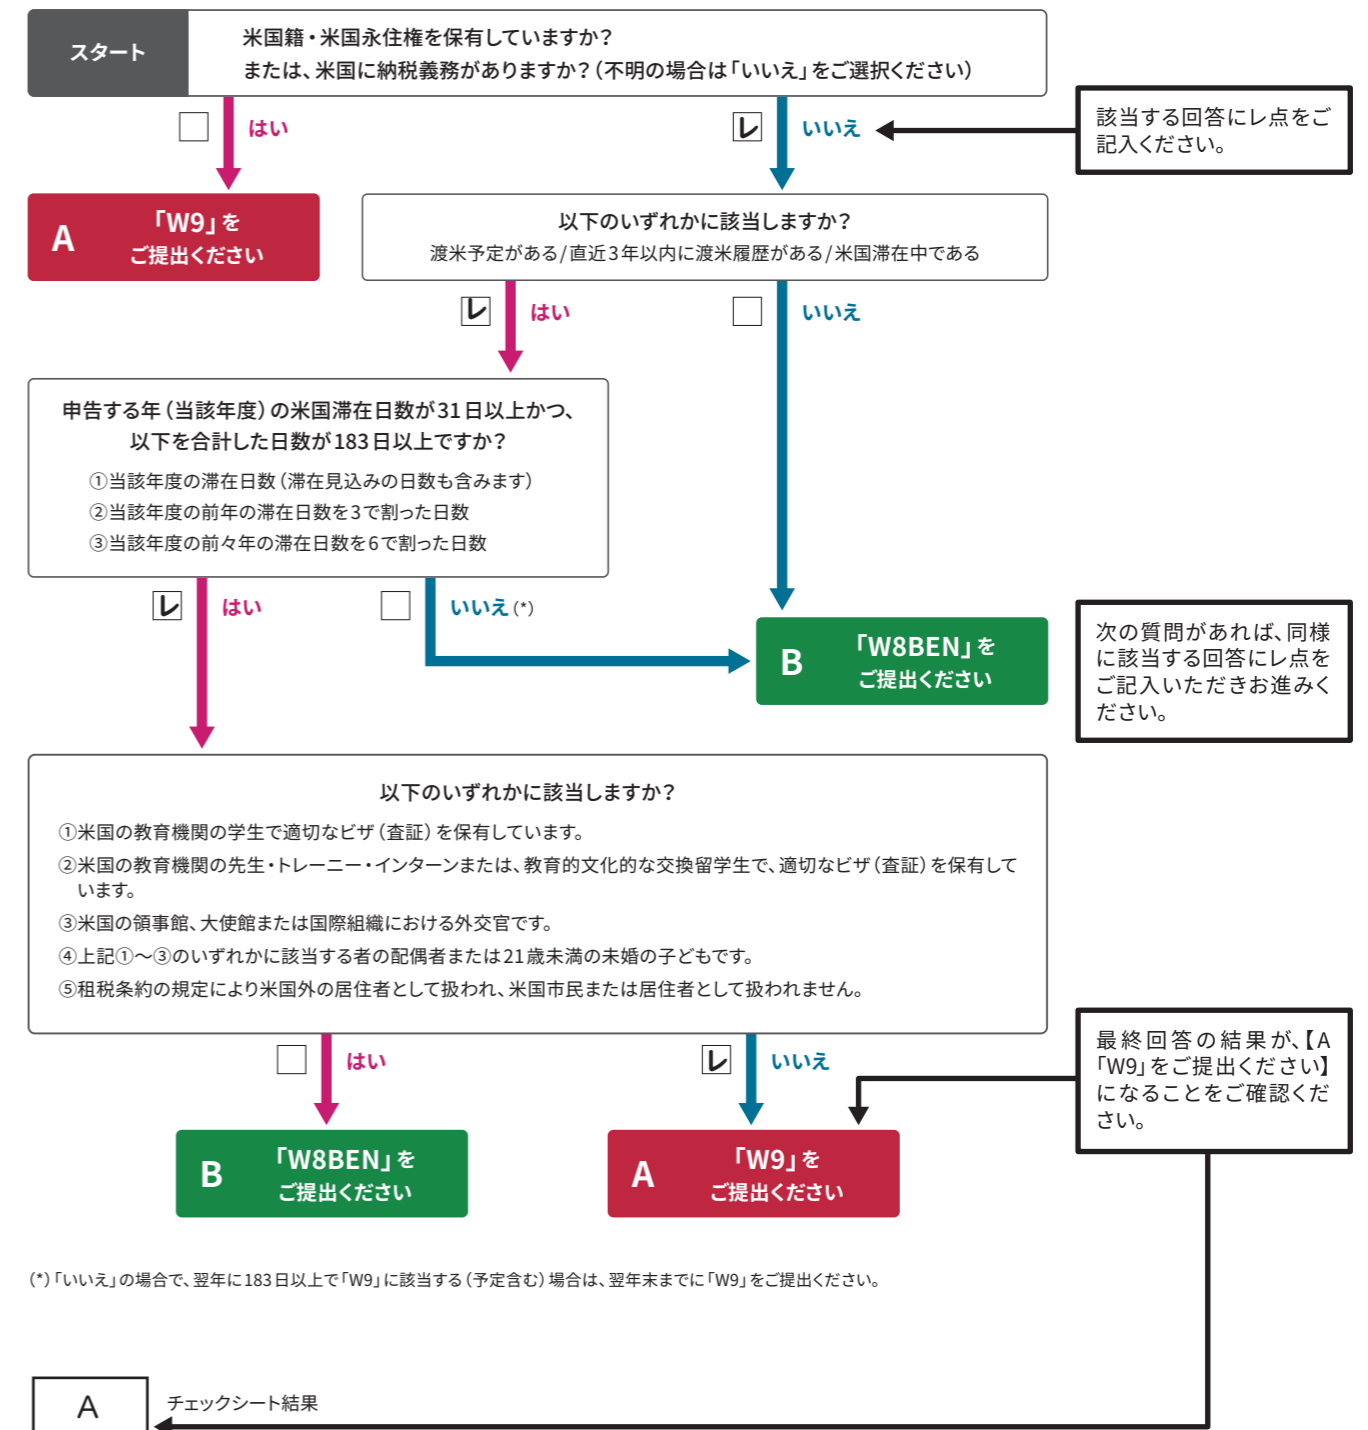 スタート
米国籍・米国永住権を保有していますか？
または、米国に納税義務がありますか？（不明の場合は「いいえ」をご選択ください）
はい
レ
いいえ
該当する回答にレ点をご
記入ください。
A
「W9」を
ご提出ください
以下のいずれかに該当しますか？
渡米予定がある/直近3年以内に渡米履歴がある/米国滞在中である
レ
はい
いいえ
申告する年（当該年度）の米国滞在日数が31日以上かつ、
以下を合計した日数が183日以上ですか？
①当該年度の滞在日数（滞在見込みの日数も含みます）
②当該年度の前年の滞在日数を3で割った日数
③当該年度の前々年の滞在日数を6で割った日数
レ
はい
いいえ(*)
B
「W8BEN」を
ご提出ください
次の質問があれば、同様
に該当する回答にレ点を
ご記入いただきお進みく
ださい。
以下のいずれかに該当しますか？
①米国の教育機関の学生で適切なビザ（査証）を保有しています。
②米国の教育機関の先生・トレーニー・インターンまたは、教育的文化的な交換留学生で、適切なビザ（査証）を保有して
います。
③米国の領事館、大使館または国際組織における外交官です。
④上記①～③のいずれかに該当する者の配偶者または21歳未満の未婚の子どもです。
⑤租税条約の規定により米国外の居住者として扱われ、米国市民または居住者として扱われません。
はい
レ
いいえ
最終回答の結果が、【A
「W9」をご提出ください】
になることをご確認くだ
さい。
B
「W8BEN」を
ご提出ください
A
「W9」を
ご提出ください
(*)「いいえ」の場合で、翌年に183日以上で「W9」に該当する（予定含む）場合は、翌年末までに「W9」をご提出ください。
A
チェックシート結果